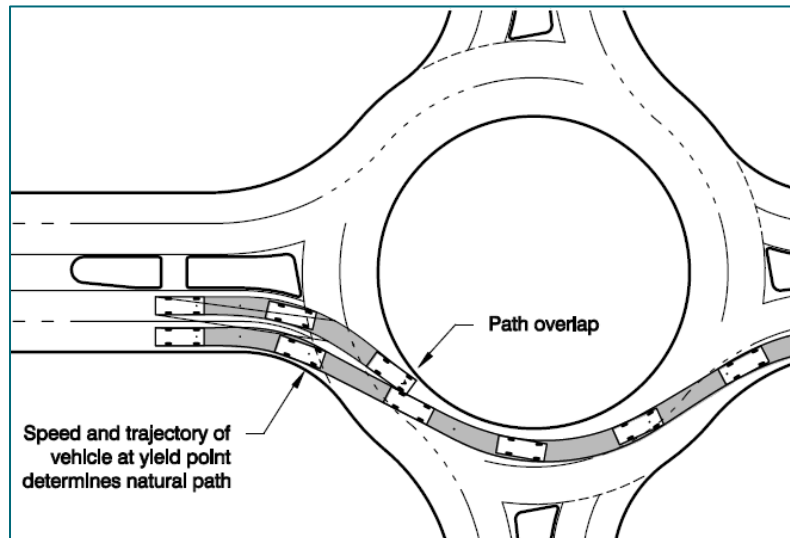 Path overlap
Speed and trajectory of
vehicle at yield point
determines natural path